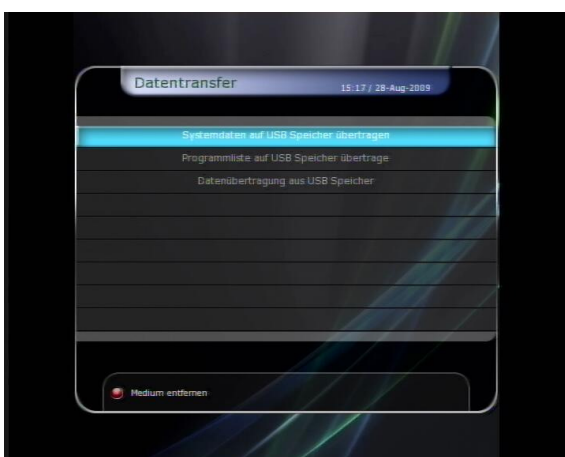 Datentransfer
15:17 / 28-Aug-2009
Systemdaten auf USB Speicher übertragen
Programmliste auf USB Speicher übertrage
Datenübertragung aus USB Speicher
Medium entfernen